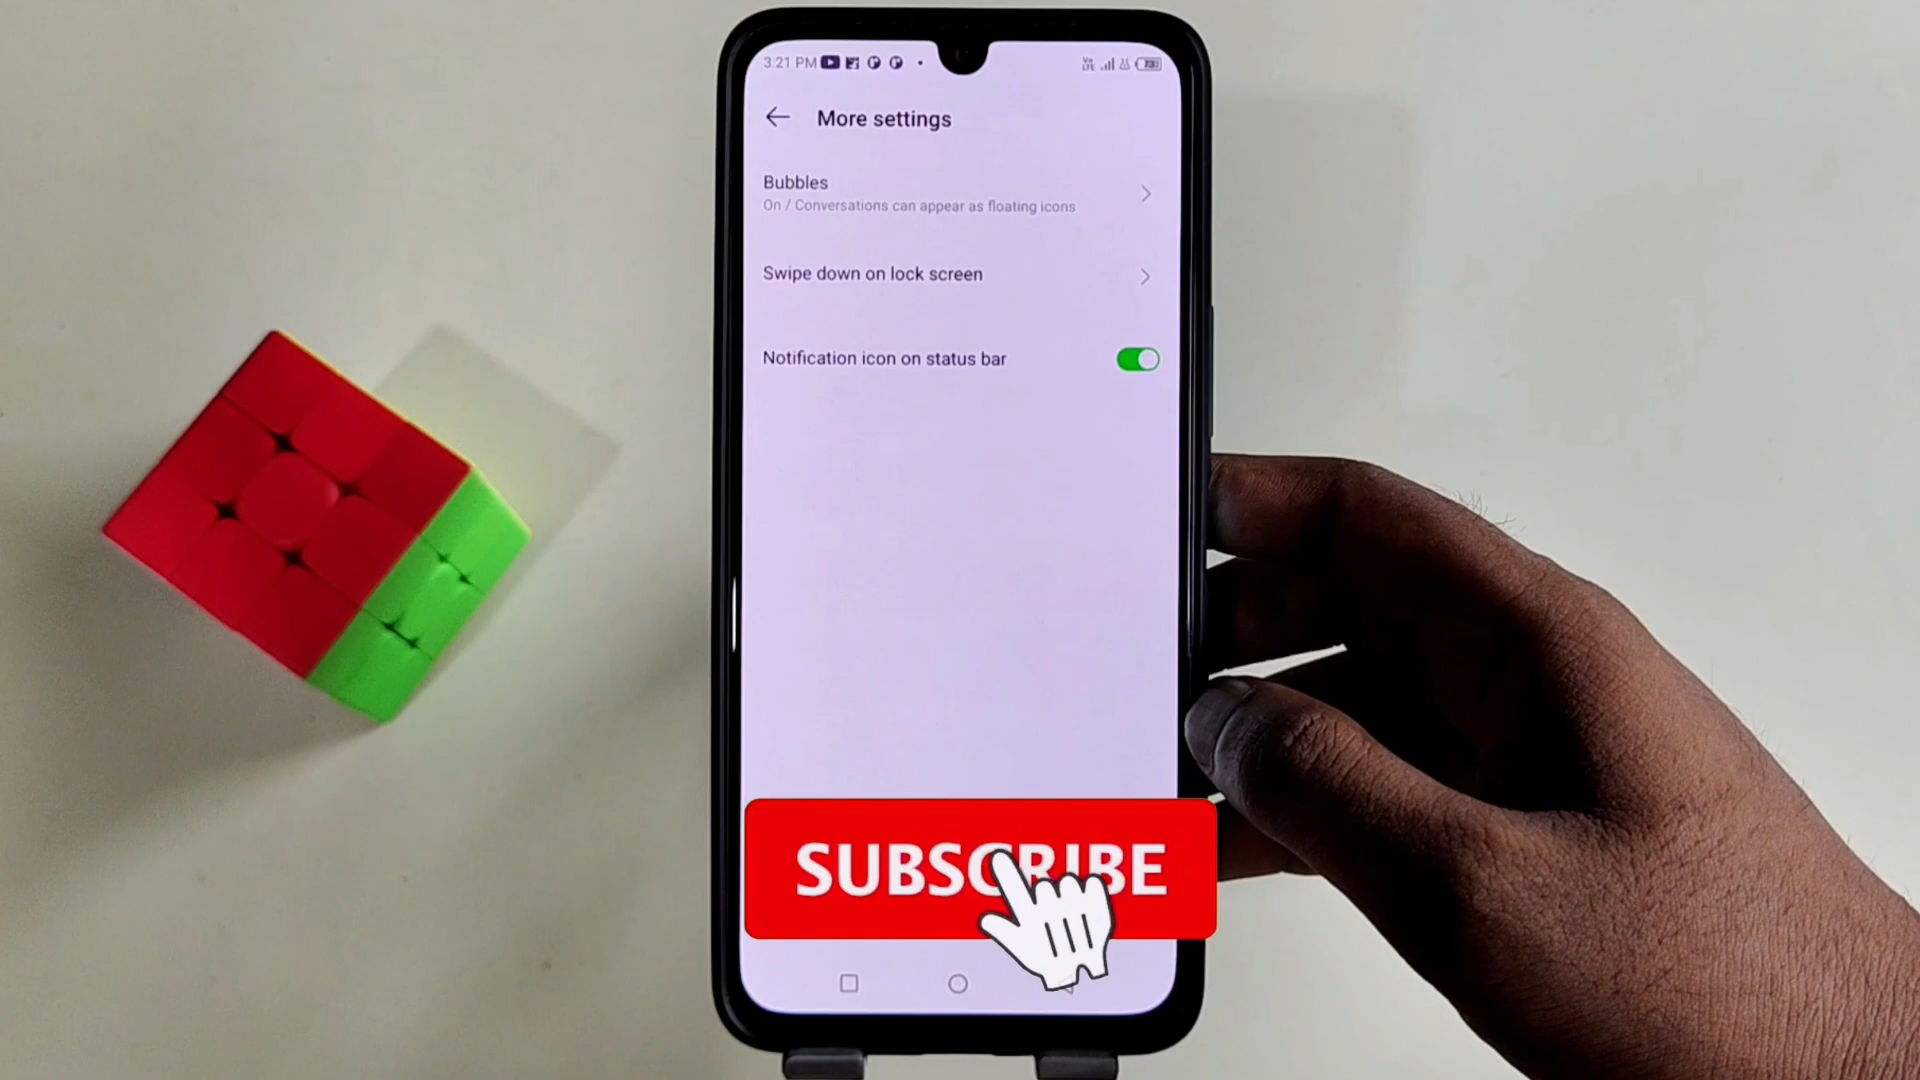 3:21 PM
More settings
Bubbles
On / Conversations can appear as floating icons
Swipe down on lock screen
Notification icon on status bar
SUBSCRIBE